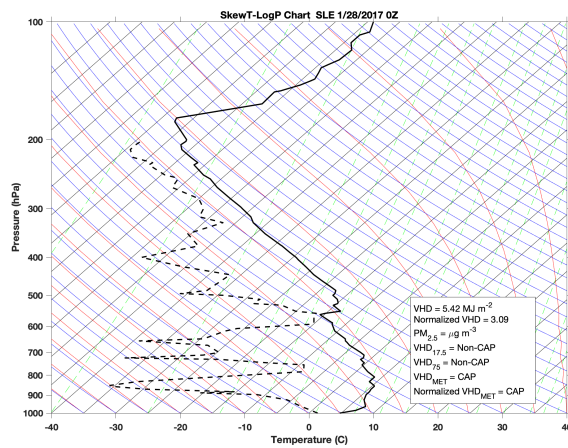 SkewT-LogP Chart SLE 1/28/2017 0Z
Pressure (hPa)
100
200
300
400
500
600
700
800
900
1000
VHD = 5.42 MJ m-2
Normalized VHD = 3.09
PM2.5 = μg m-3
VHD17.5 = Non-CAP
VHD75 = Non-CAP
VHDMET = CAP
Normalized VHDMET = CAP
-40 -30 -20 -10 0 10 20 30 40
Temperature (C)